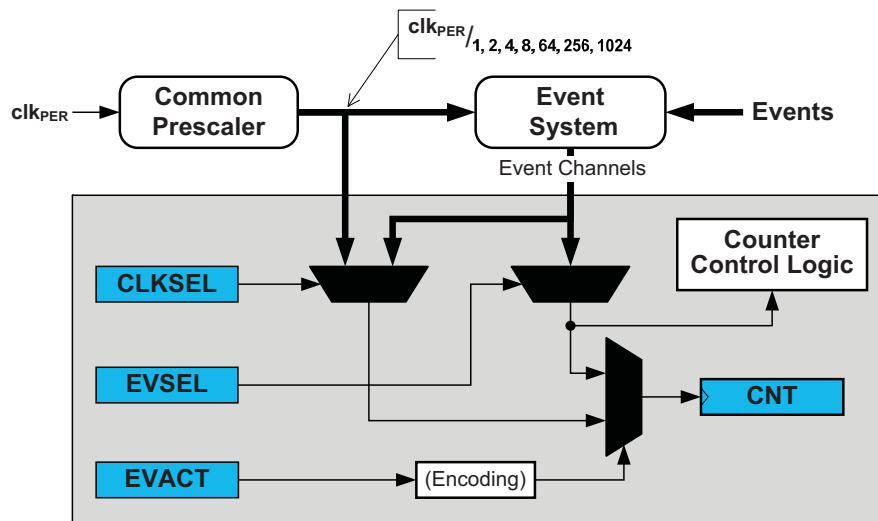 clkPER/1, 2, 4, 8, 64, 256, 1024
clkPER
Common
Prescaler
Event
System
Events
Event Channels
Counter
Control Logic
CLKSEL
EVSEL
CNT
EVACT
(Encoding)